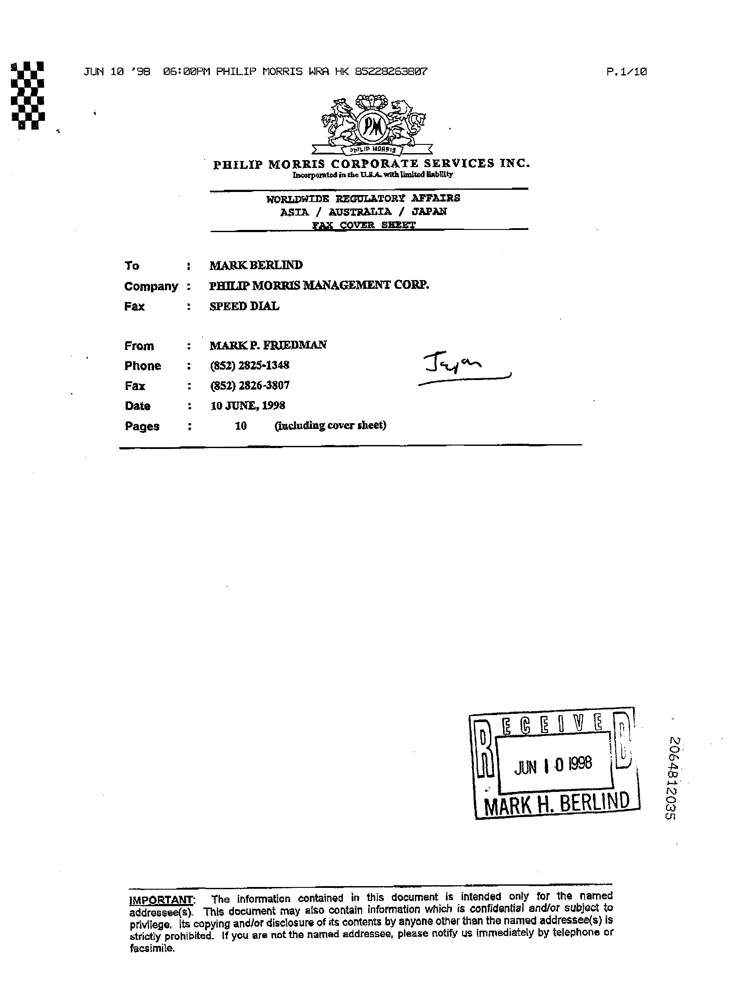 JUN 10 '98 06:00PM PHILIP MORRIS WRA HK 85228263807 P.1/10
PM
PHILIP MORRIS
PHILIP MORRIS CORPORATE SERVICES INC.
Incorporated in the U.S.A. with limited liability
WORLDWIDE REGULATORY AFFAIRS
ASIA / AUSTRALIA / JAPAN
FAX COVER SHEET
To : MARK BERLIND
Company : PHILIP MORRIS MANAGEMENT CORP.
Fax : SPEED DIAL
From : MARK P. FRIEDMAN
Phone : (852) 2825-1348
Japan
Fax : (852) 2826-3807
Date : 10 JUNE, 1998
Pages : 10 (including cover sheet)
RECEIVED
JUN 10 1998
MARK H. BERLIND
2064812035
IMPORTANT: The information contained in this document is intended only for the named
addressee(s). This document may also contain information which is confidential and/or subject to
privilege. Its copying and/or disclosure of its contents by anyone other than the named addressee(s) is
strictly prohibited. If you are not the named addressee, please notify us immediately by telephone or
facsimile.